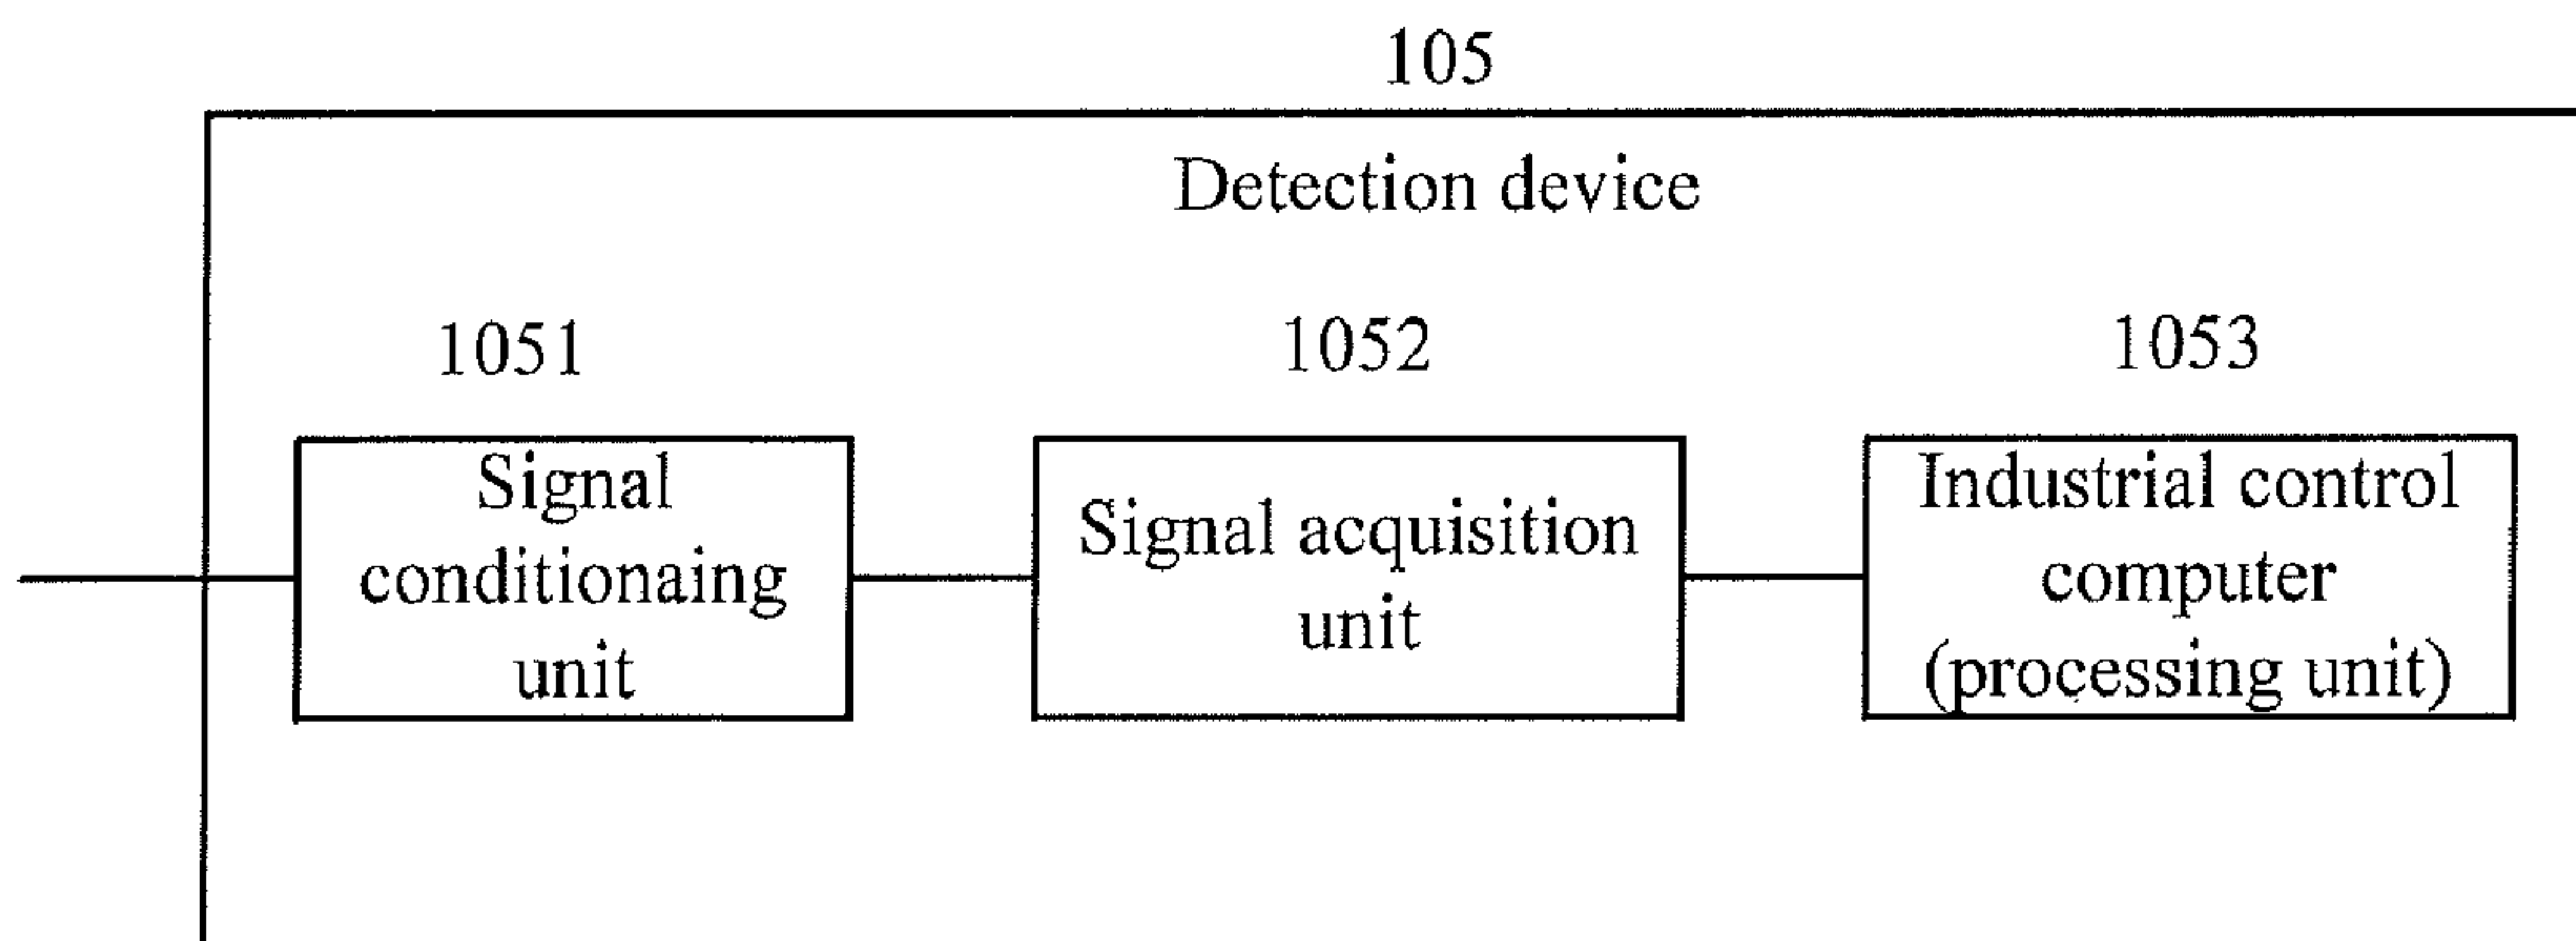 105
Detection device
1051
1052
1053
Signal
conditionaing
unit
Signal acquisition
unit
Industrial control
computer
(processing unit)